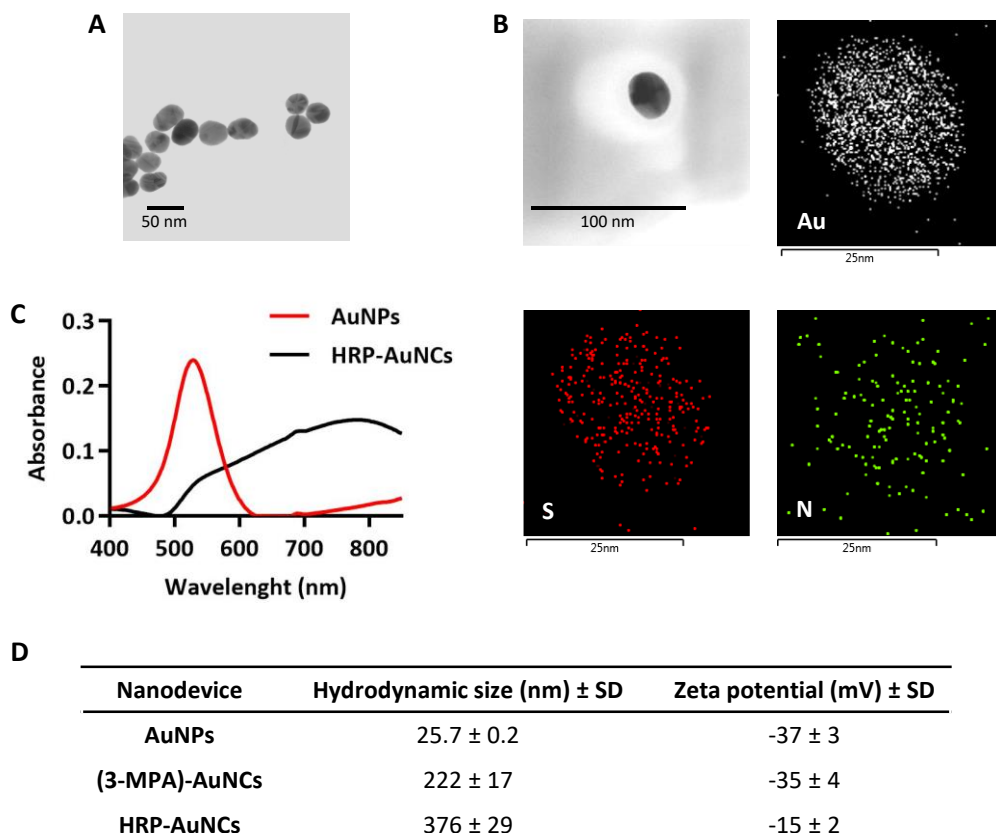 A
50 nm
B
100 nm
Au
25nm
C
0.3
0.2
0.1
0.0
Absorbance
400 500 600 700 800
Wavelenght (nm)
AuNPs
HRP-AuNCs
S
25nm
N
25nm
D
Nanodevice Hydrodynamic size (nm) ± SD Zeta potential (mV) ± SD
AuNPs 25.7 ± 0.2 -37 ± 3
(3-MPA)-AuNCs 222 ± 17 -35 ± 4
HRP-AuNCs 376 ± 29 -15 ± 2